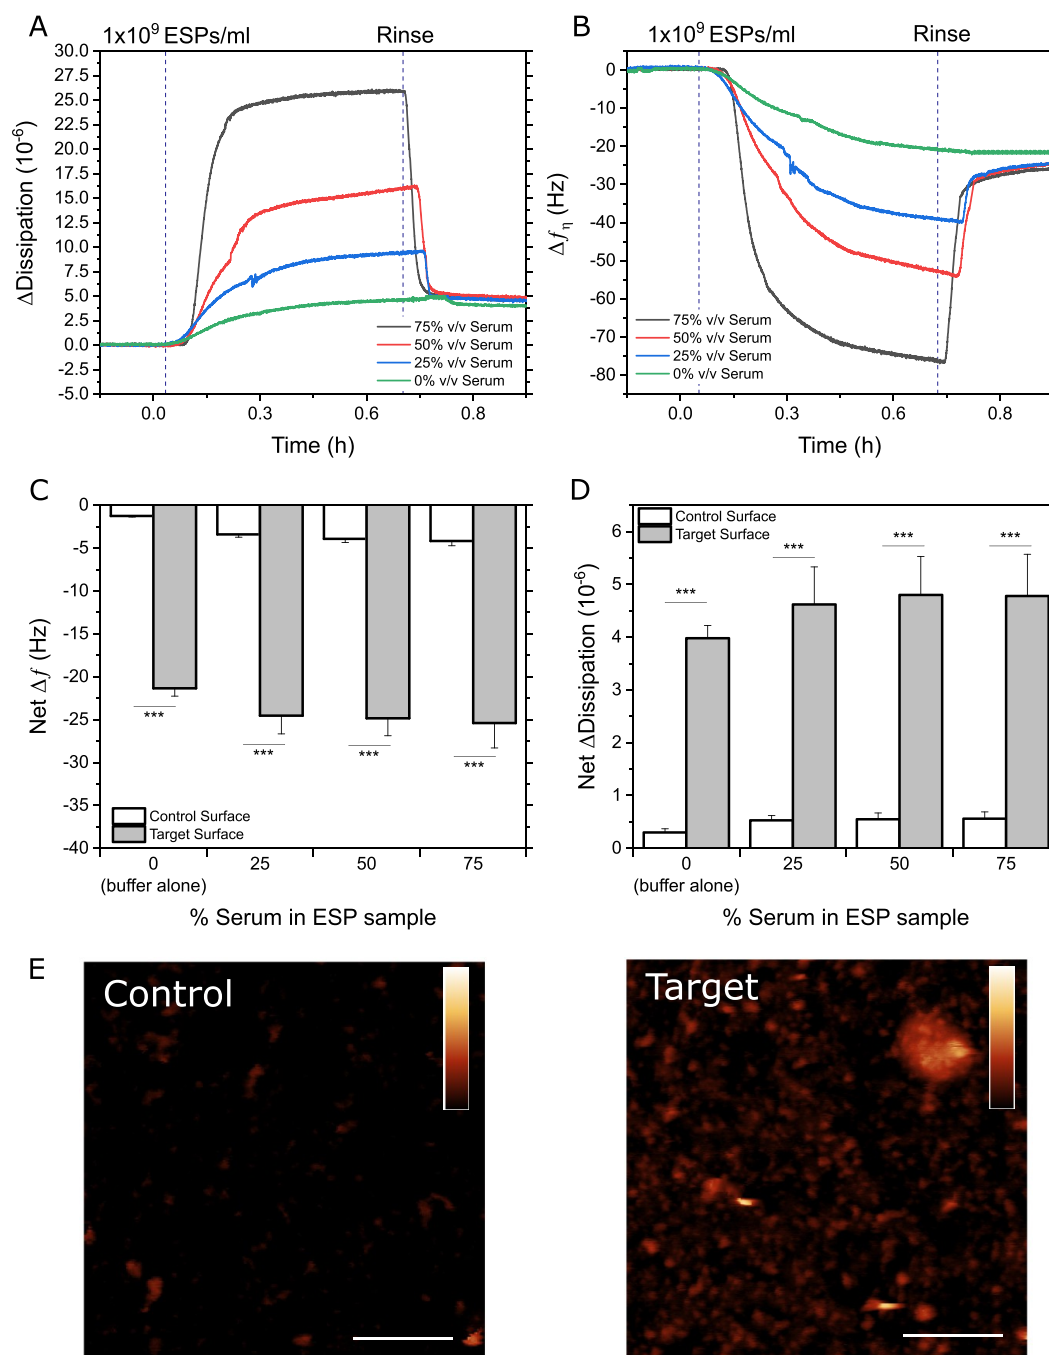 A
1x10⁹ ESPs/ml
Rinse
30.0
27.5
25.0
22.5
20.0
17.5
15.0
12.5
10.0
7.5
5.0
2.5
0.0
-2.5
-5.0
ΔDissipation (10⁻⁶)
75% v/v Serum
50% v/v Serum
25% v/v Serum
0% v/v Serum
0.0 0.3 0.6 0.8
Time (h)
B
1x10⁹ ESPs/ml
Rinse
0
-10
-20
-30
-40
-50
-60
-70
-80
Δfη (Hz)
75% v/v Serum
50% v/v Serum
25% v/v Serum
0% v/v Serum
0.0 0.3 0.6 0.8
Time (h)
C
0
-5
-10
-15
-20
-25
-30
-35
-40
Net Δf (Hz)
***
***
***
***
Control Surface
Target Surface
0 25 50 75
(buffer alone)
% Serum in ESP sample
D
6
5
4
3
2
1
0
Net ΔDissipation (10⁻⁶)
Control Surface
Target Surface
***
***
***
***
0 25 50 75
(buffer alone)
% Serum in ESP sample
E
Control
Target